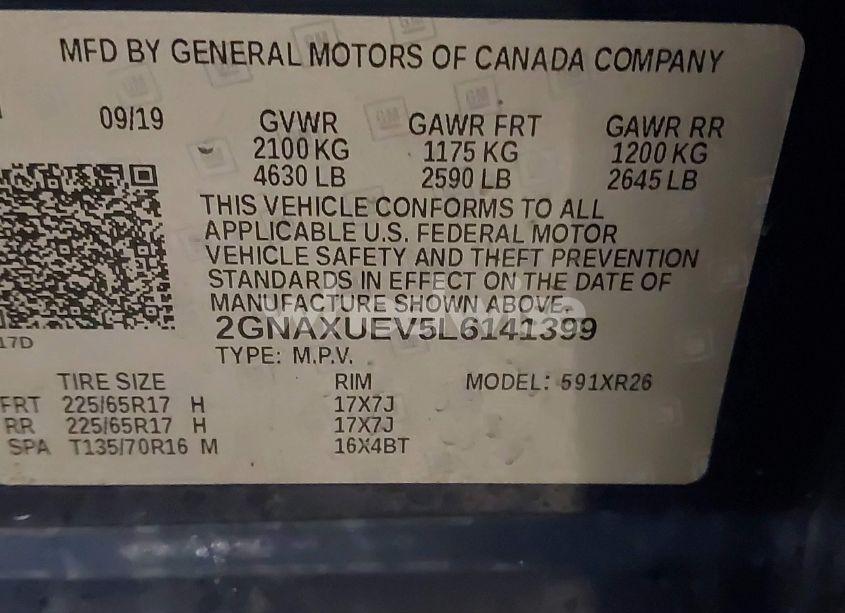 MFD BY GENERAL MOTORS OF CANADA COMPANY
09/19 GVWR GAWR FRT GAWR RR
2100 KG 1175 KG 1200 KG
4630 LB 2590 LB 2645 LB
THIS VEHICLE CONFORMS TO ALL
APPLICABLE U.S. FEDERAL MOTOR
VEHICLE SAFETY AND THEFT PREVENTION
STANDARDS IN EFFECT ON THE DATE OF
MANUFACTURE SHOWN ABOVE.
2GNAXUEV5L6141399
17D
TYPE: M.P.V.
TIRE SIZE RIM MODEL: 591XR26
FRT 225/65R17 H 17X7J
RR 225/65R17 H 17X7J
SPA T135/70R16 M 16X4BT